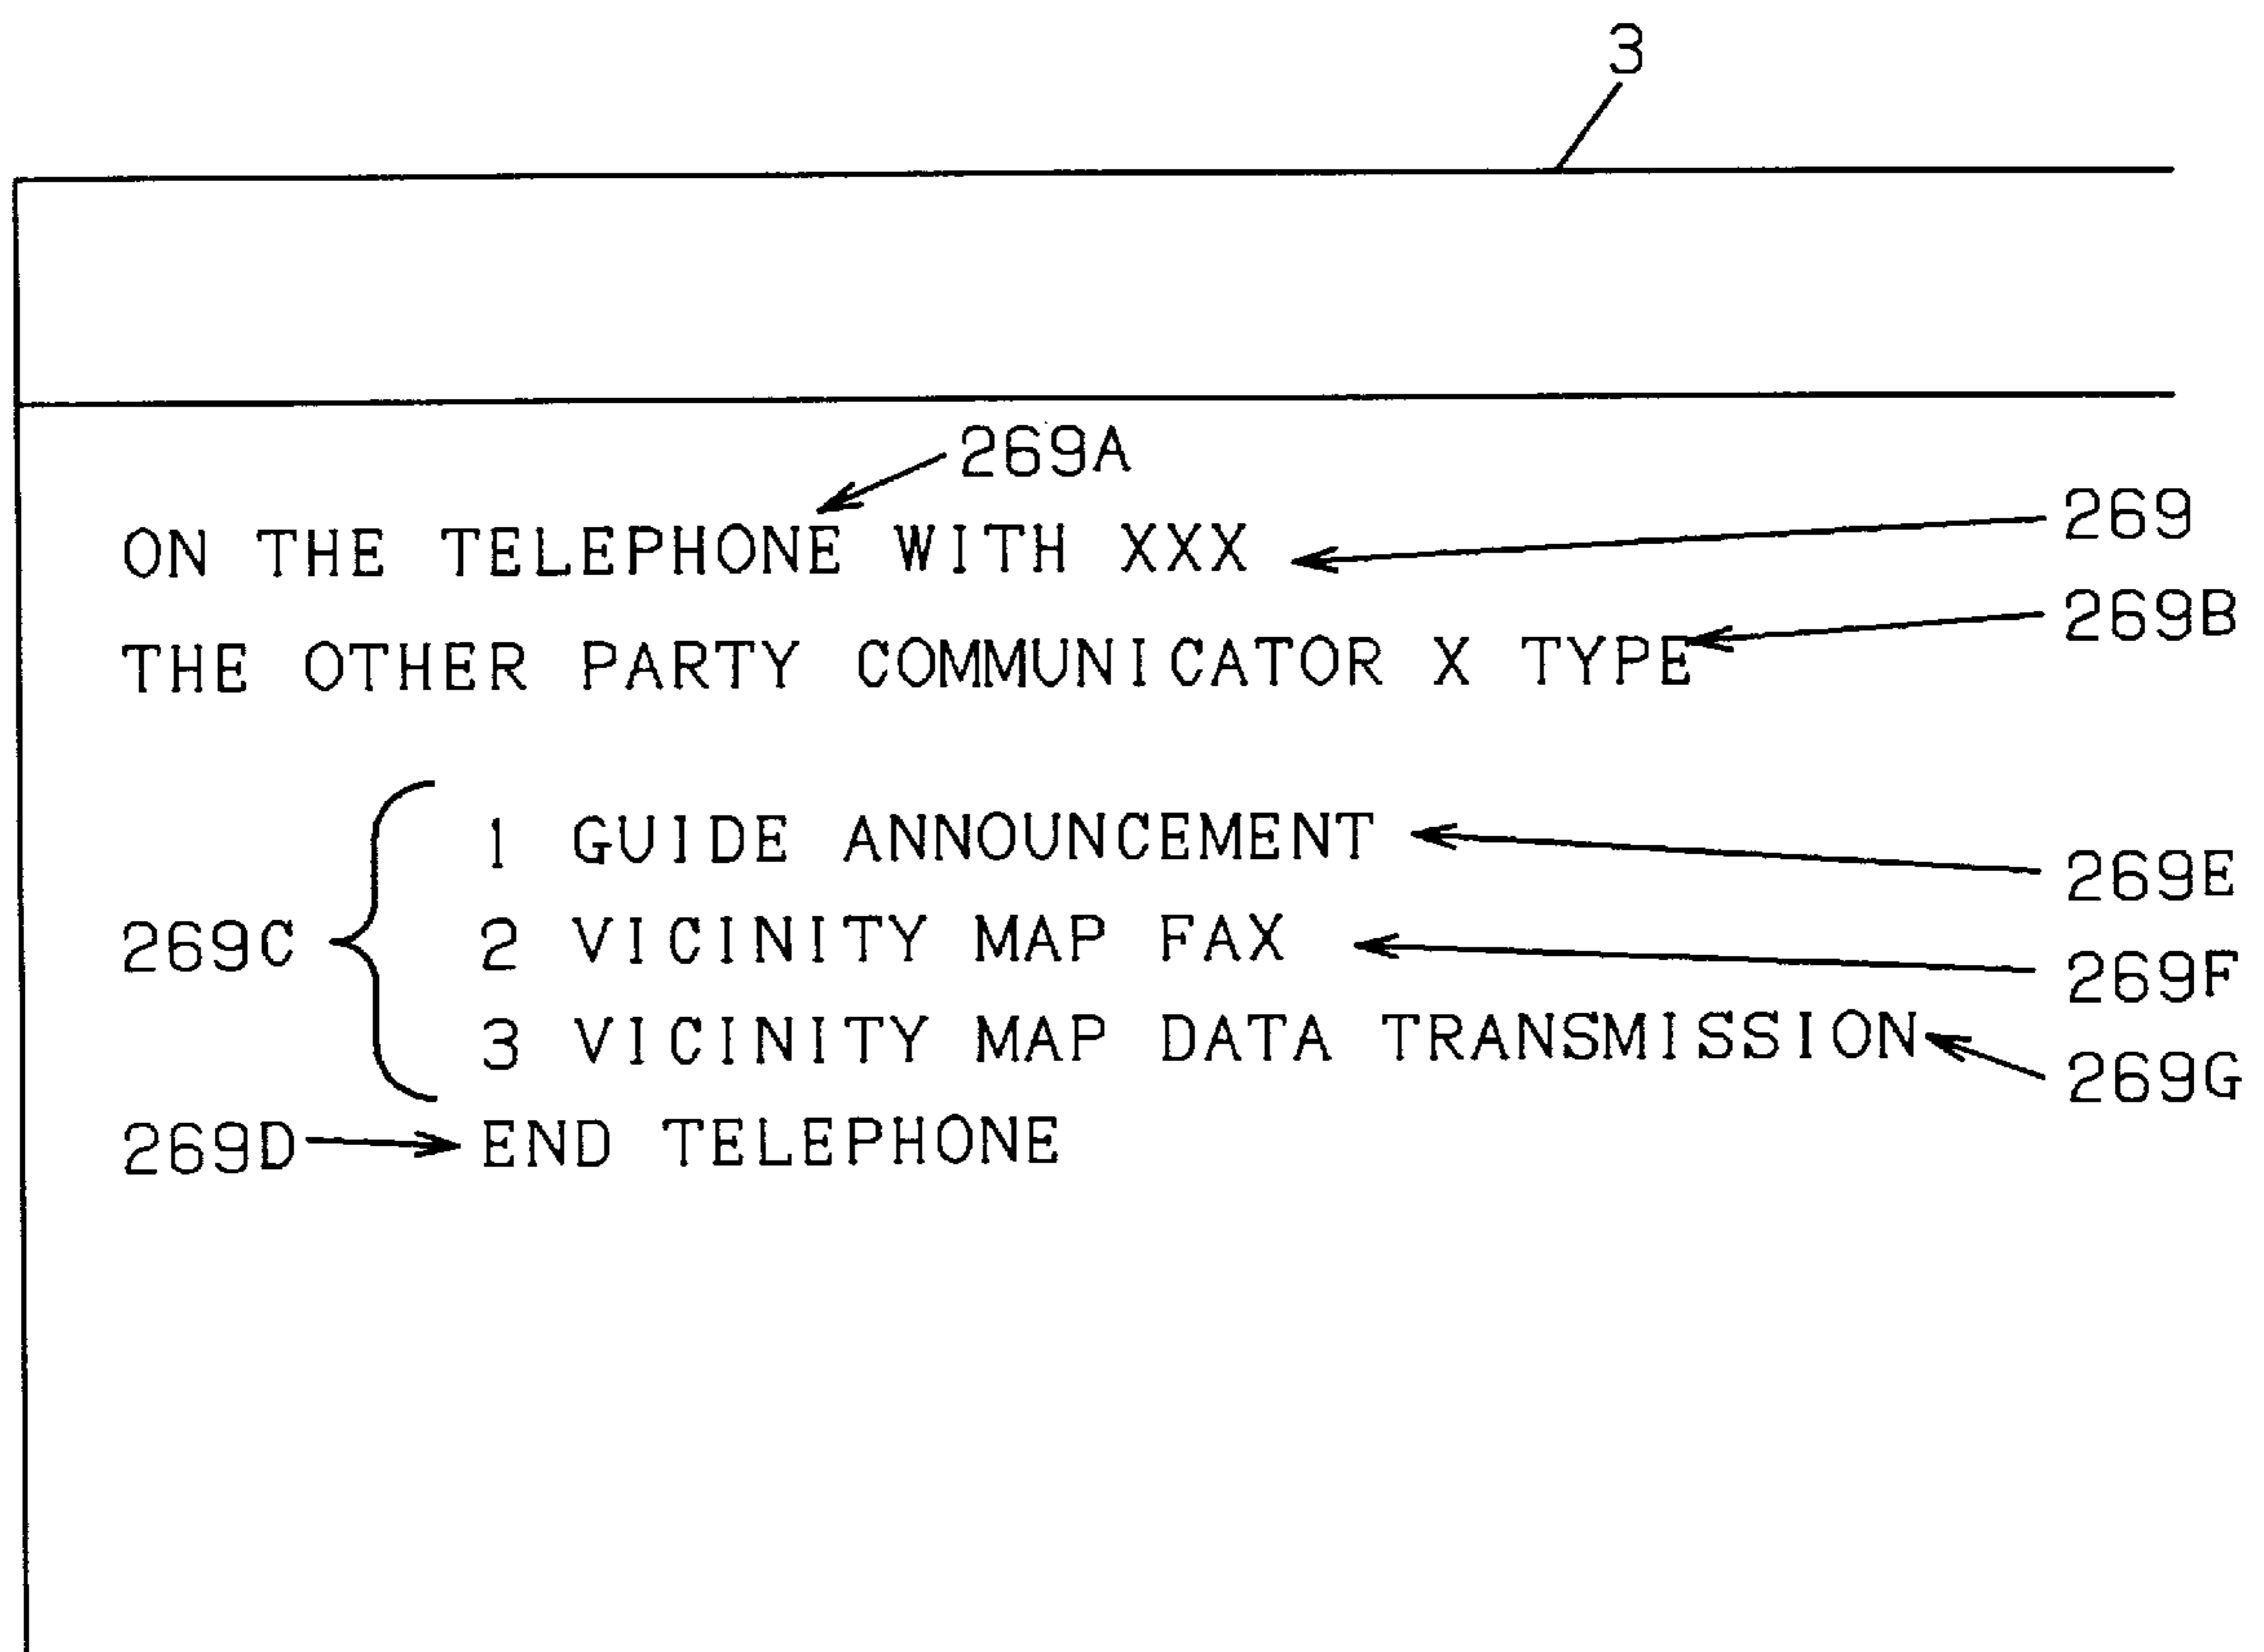 3
269A
ON THE TELEPHONE WITH XXX 269
THE OTHER PARTY COMMUNICATOR X TYPE 269B
1 GUIDE ANNOUNCEMENT 269E
269C 2 VICINITY MAP FAX 269F
3 VICINITY MAP DATA TRANSMISSION 269G
269D END TELEPHONE